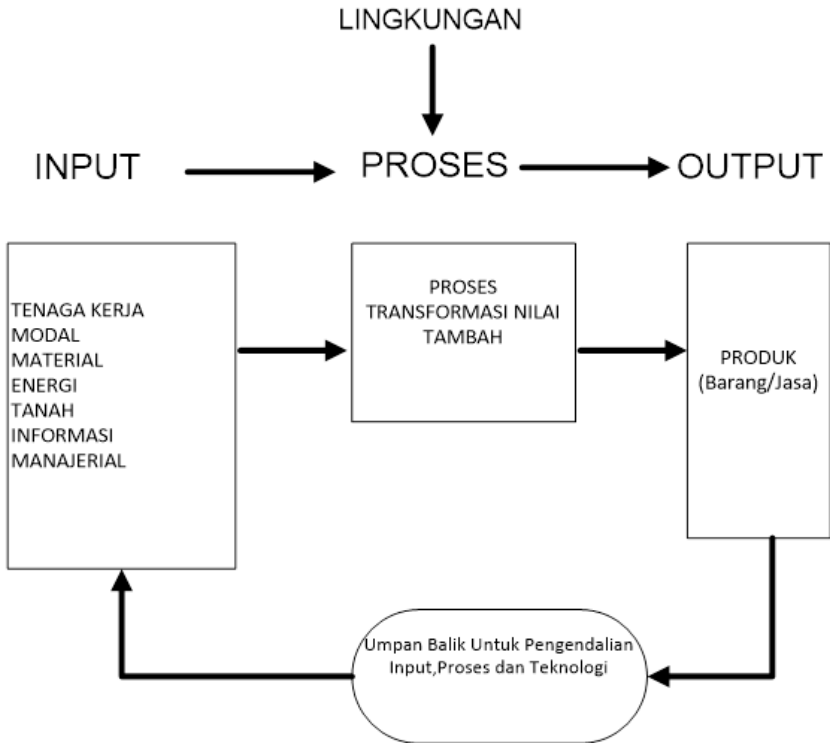 LINGKUNGAN
INPUT
PROSES
OUTPUT
TENAGA KERJA
MODAL
MATERIAL
ENERGI
TANAH
INFORMASI
MANAJERIAL
PROSES
TRANSFORMASI NILAI
TAMBAH
PRODUK
(Barang/Jasa)
Umpan Balik Untuk Pengendalian
Input,Proses dan Teknologi